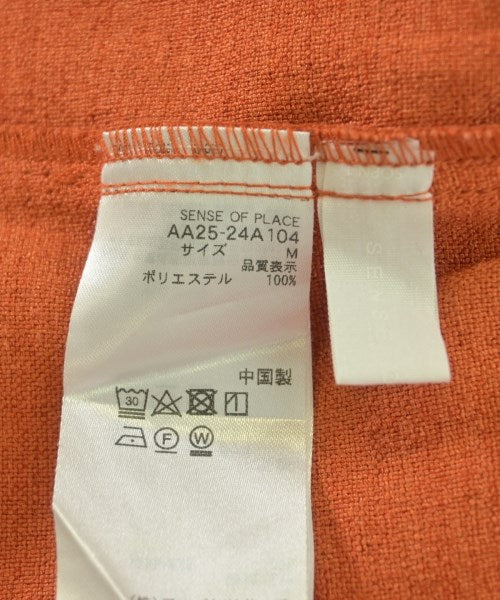 SENSE OF PLACE
AA25-24A104
サイズ M
品質表示
ポリエステル 100%
中国製
30
F W